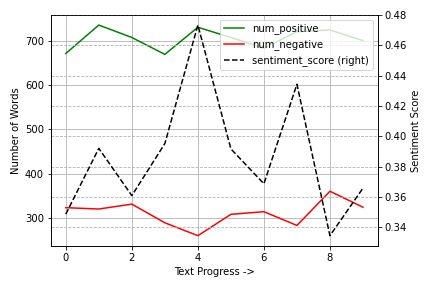 num_positive
num_negative
sentiment_score (right)
700
600
500
400
300
Number of Words
0.48
0.46
0.44
0.42
0.40
0.38
0.36
0.34
Sentiment Score
0 2 4 6 8
Text Progress ->